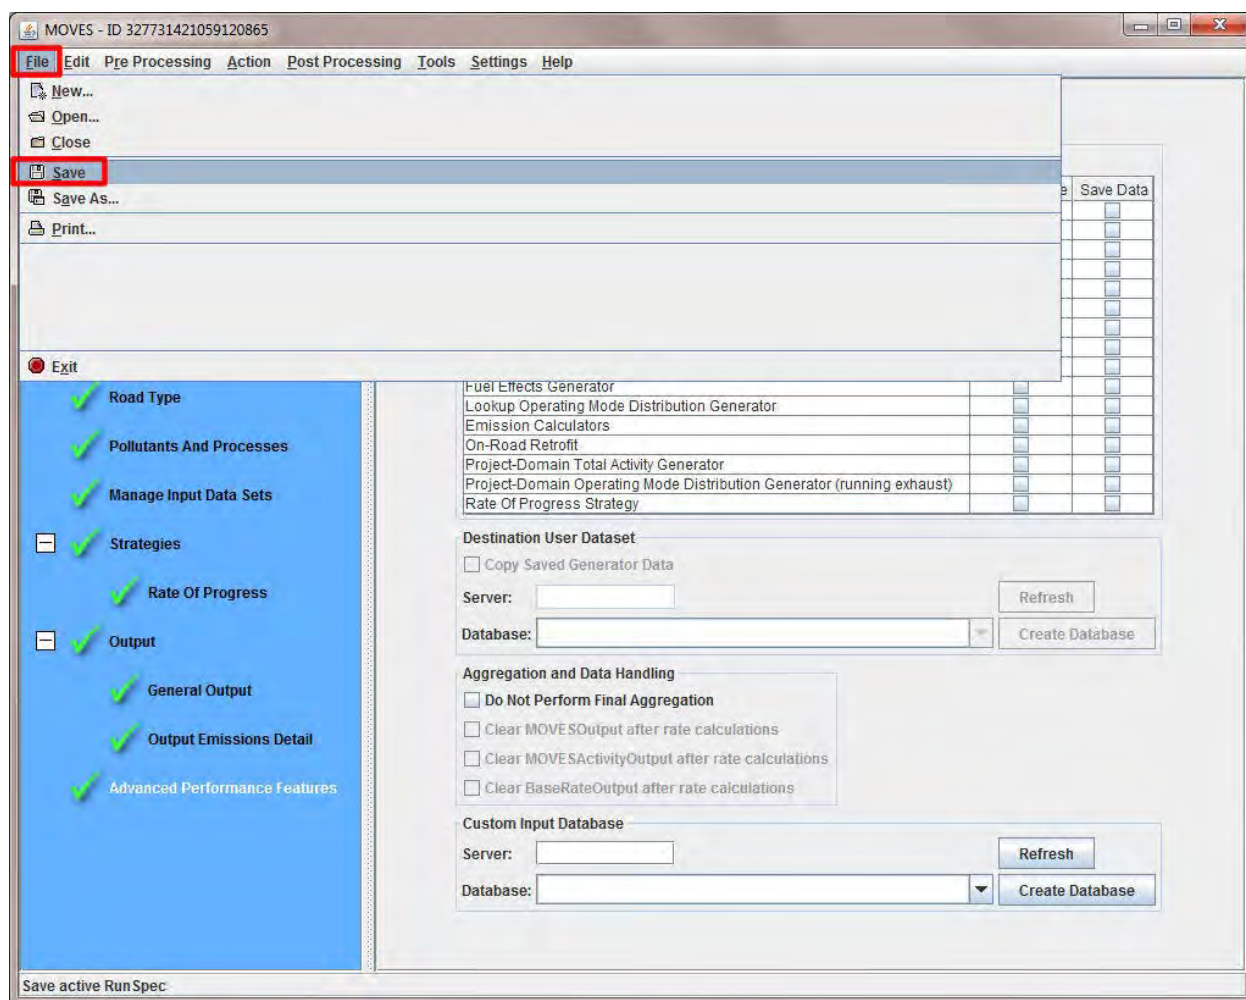 MOVES - ID 327731421059120865
File Edit Pre Processing Action Post Processing Tools Settings Help
New...
Open...
Close
Save
Save As...
Print...
Exit
Save Data
Fuel Effects Generator
Lookup Operating Mode Distribution Generator
Emission Calculators
On-Road Retrofit
Project-Domain Total Activity Generator
Project-Domain Operating Mode Distribution Generator (running exhaust)
Rate Of Progress Strategy
Road Type
Pollutants And Processes
Manage Input Data Sets
Strategies
Rate Of Progress
Output
General Output
Output Emissions Detail
Advanced Performance Features
Destination User Dataset
Copy Saved Generator Data
Server: Refresh
Database: Create Database
Aggregation and Data Handling
Do Not Perform Final Aggregation
Clear MOVESOutput after rate calculations
Clear MOVESActivityOutput after rate calculations
Clear BaseRateOutput after rate calculations
Custom Input Database
Server: Refresh
Database: Create Database
Save active RunSpec